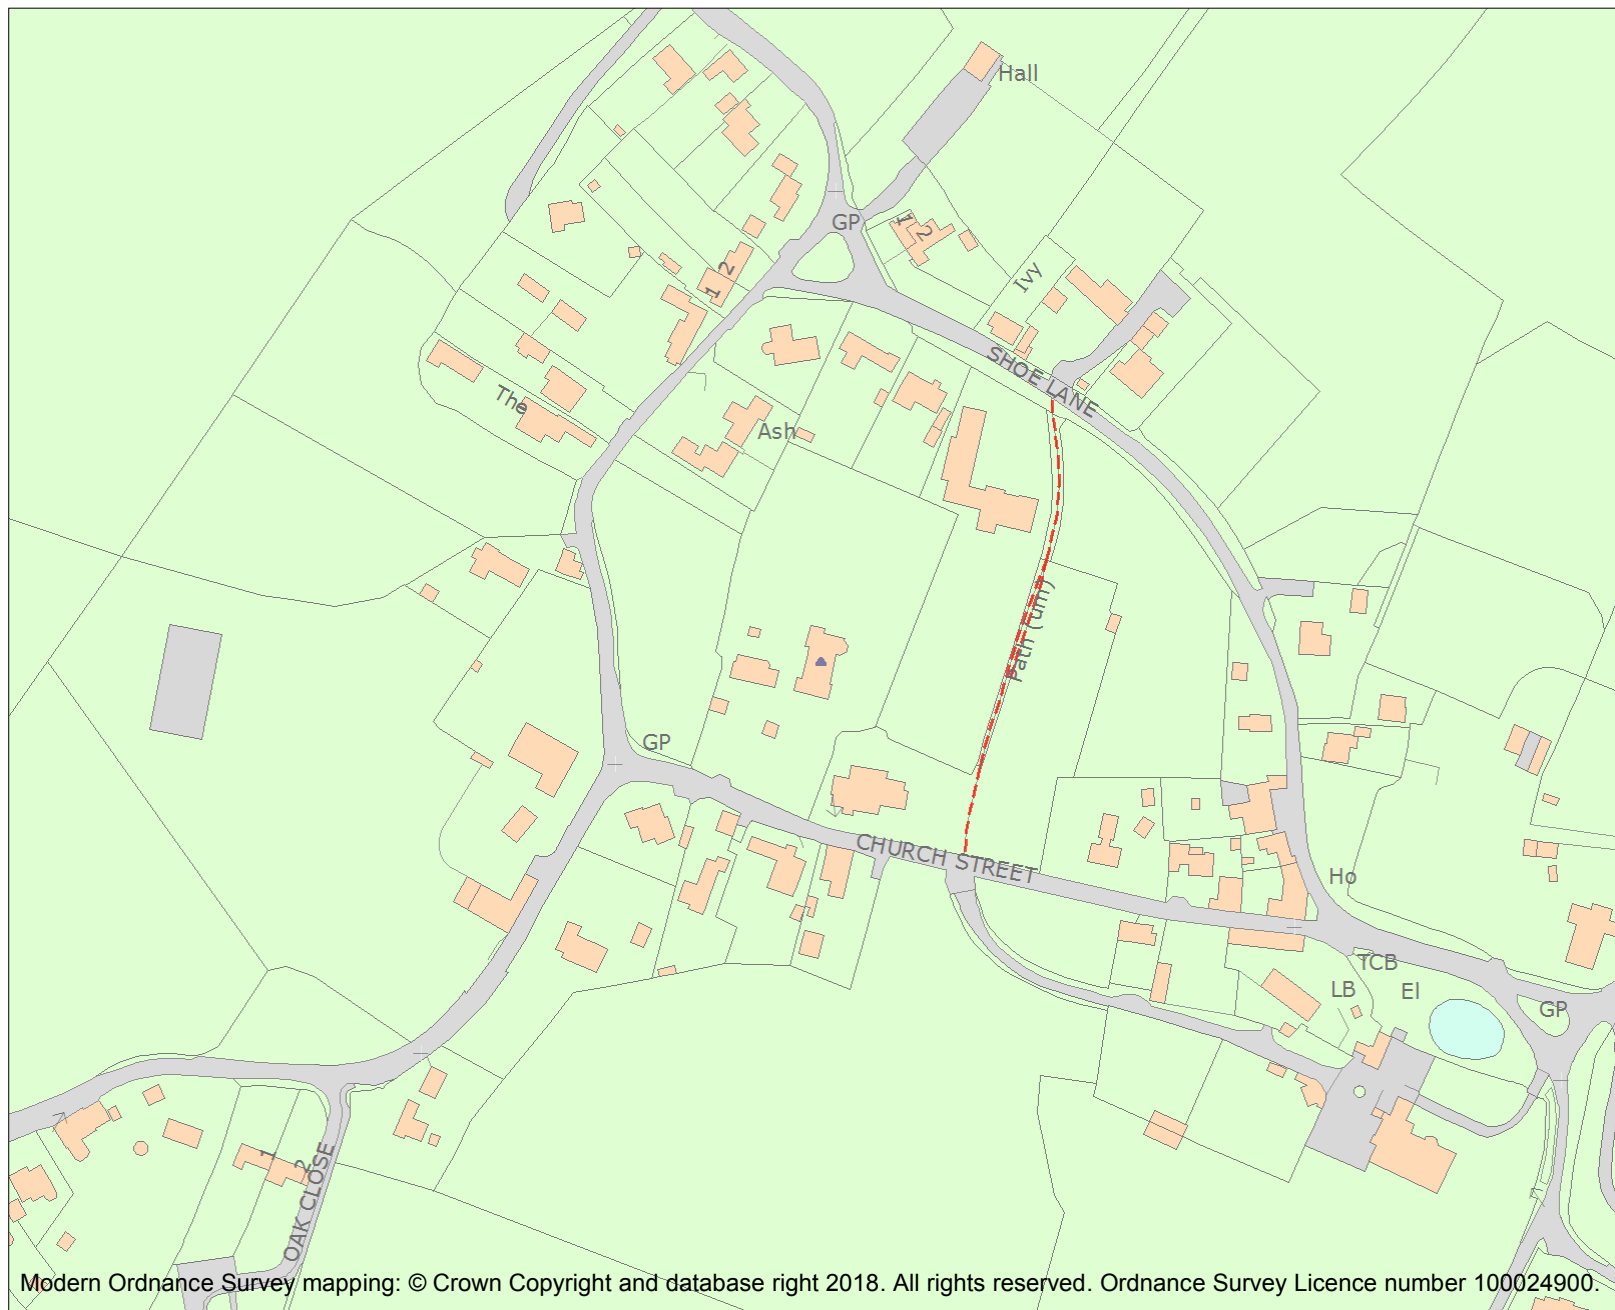 Hall
GP
1
2
Ivy
2
1
SHOE LANE
The
Ash
Path (um)
GP
CHURCH STREET
Ho
TCB
LB
El
GP
1
2
OAK CLOSE
Modern Ordnance Survey mapping: © Crown Copyright and database right 2018. All rights reserved. Ordnance Survey Licence number 100024900.